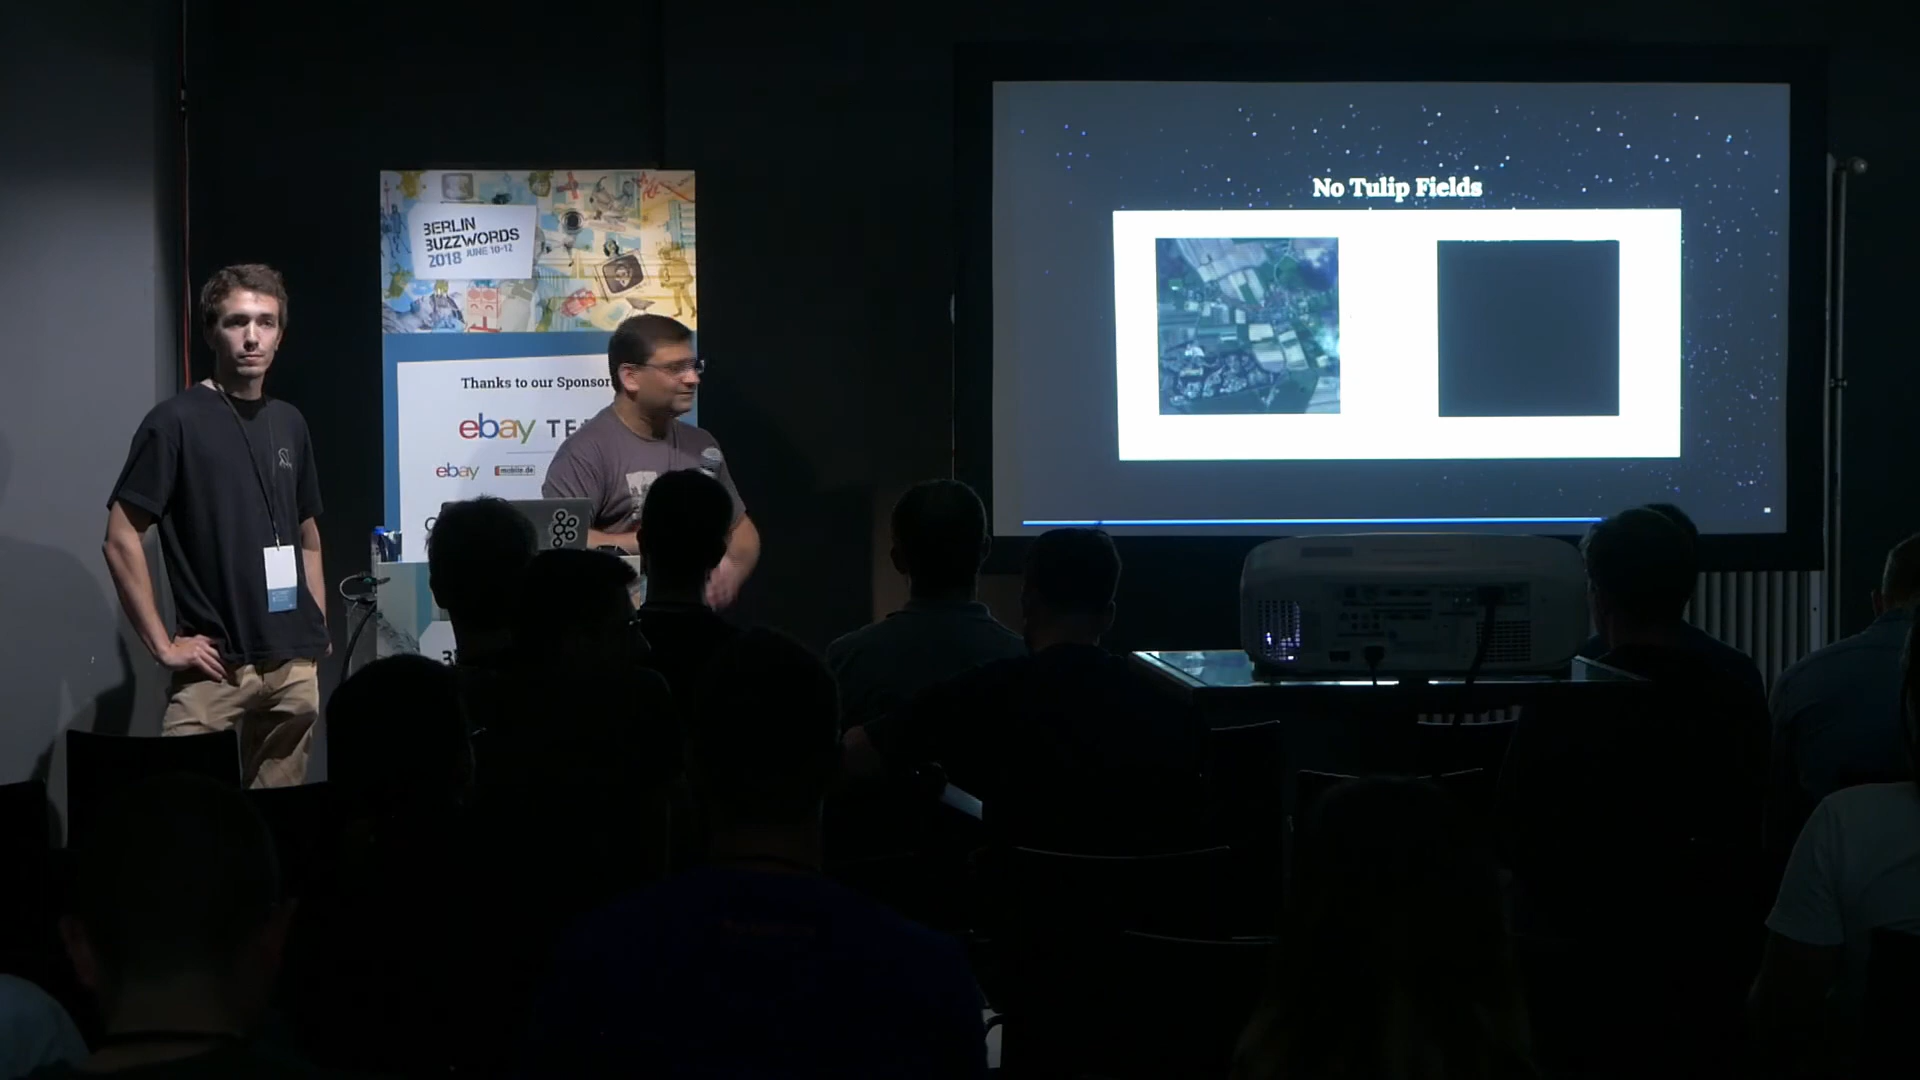 BERLIN
BUZZWORDS
2018 JUNE 10-12
Thanks to our Sponsor
ebay
ebay mobile.de
No Tulip Fields